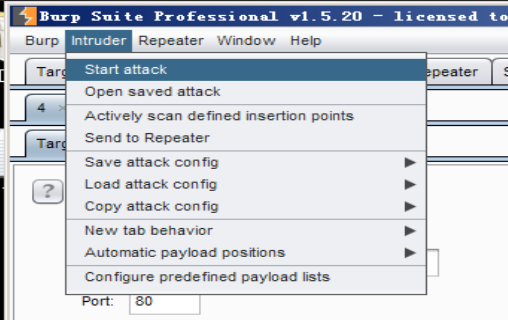 Burp Suite Professional v1.5.20 - licensed to
Burp Intruder Repeater Window Help
Targ
Start attack
epeater
S
Open saved attack
4 ×
Actively scan defined insertion points
Targ
Send to Repeater
Save attack config
?
Load attack config
Copy attack config
New tab behavior
Automatic payload positions
Configure predefined payload lists
Port: 80